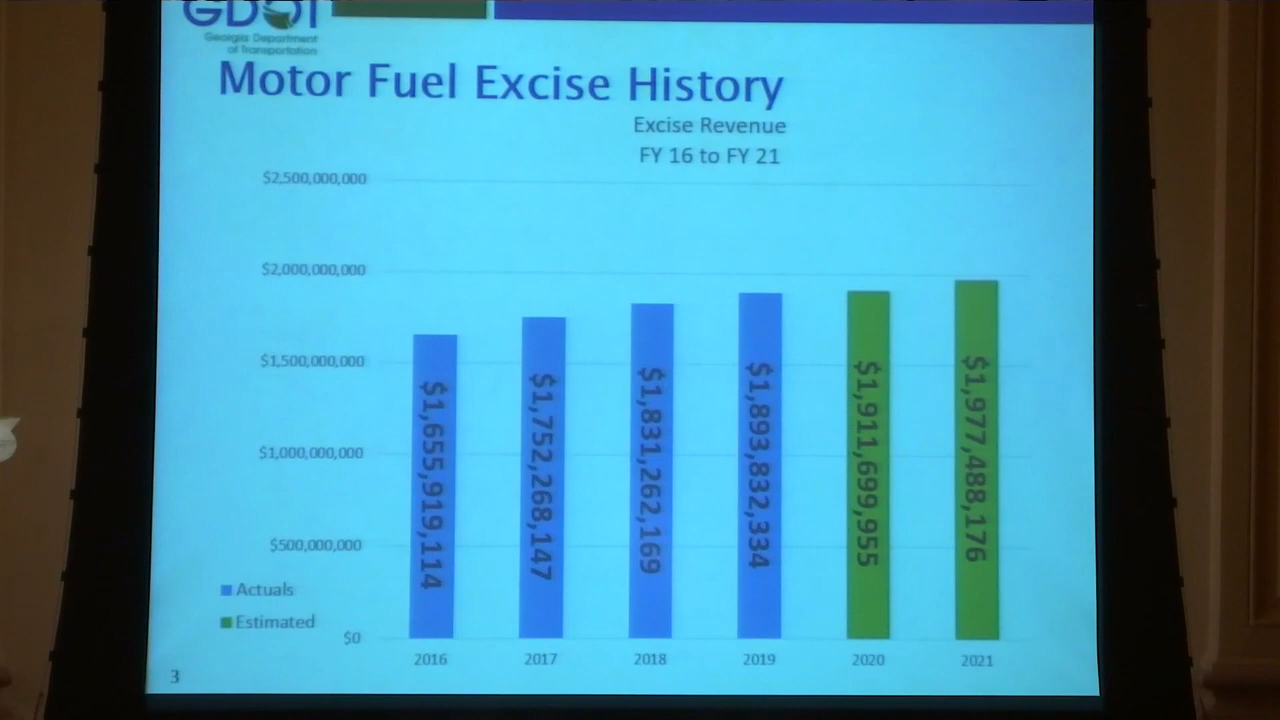 GDOT
Georgia Department
of Transportation
Motor Fuel Excise History
Excise Revenue
FY 16 to FY 21
$2,500,000,000
$2,000,000,000
$1,500,000,000
$1,000,000,000
$500,000,000
$0
$1,655,919,114
$1,752,268,147
$1,831,262,169
$1,893,832,334
$1,911,699,955
$1,977,488,176
Actuals
Estimated
2016 2017 2018 2019 2020 2021
3